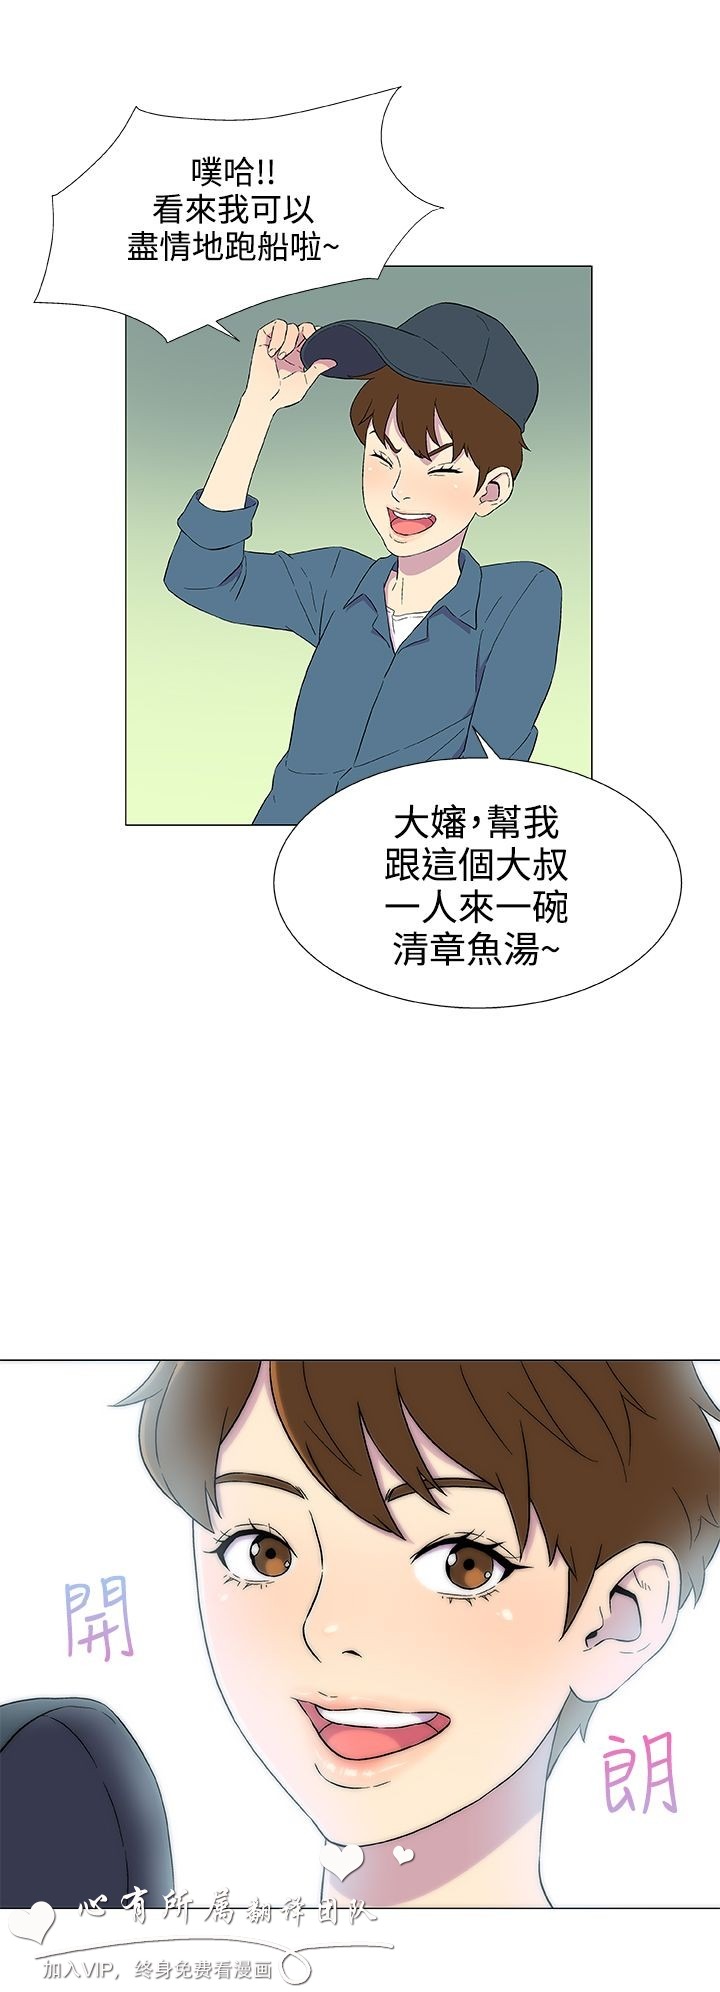 噗哈!!
看來我可以
盡情地跑船啦~
大嬸，幫我
跟這個大叔
一人來一碗
清章魚湯~
開
朗
心有所属翻译团队
加入VIP，终身免费看漫画